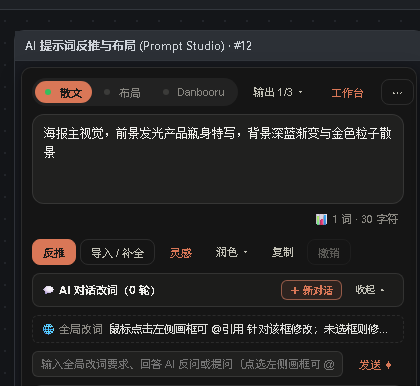 AI 提示词反推与布局 (Prompt Studio) · #12
散文 布局 Danbooru 输出 1/3 工作台 ...
海报主视觉，前景发光产品瓶身特写，背景深蓝渐变与金色粒子散
景
1 词 · 30 字符
反推 导入 / 补全 灵感 润色 复制 撤销
AI 对话改词（0 轮） + 新对话 收起
全局改词 鼠标点击左侧画框可 @引用 针对该框修改；未选框则修...
输入全局改词要求、回答 AI 反问或提问（点选左侧画框可 @
发送